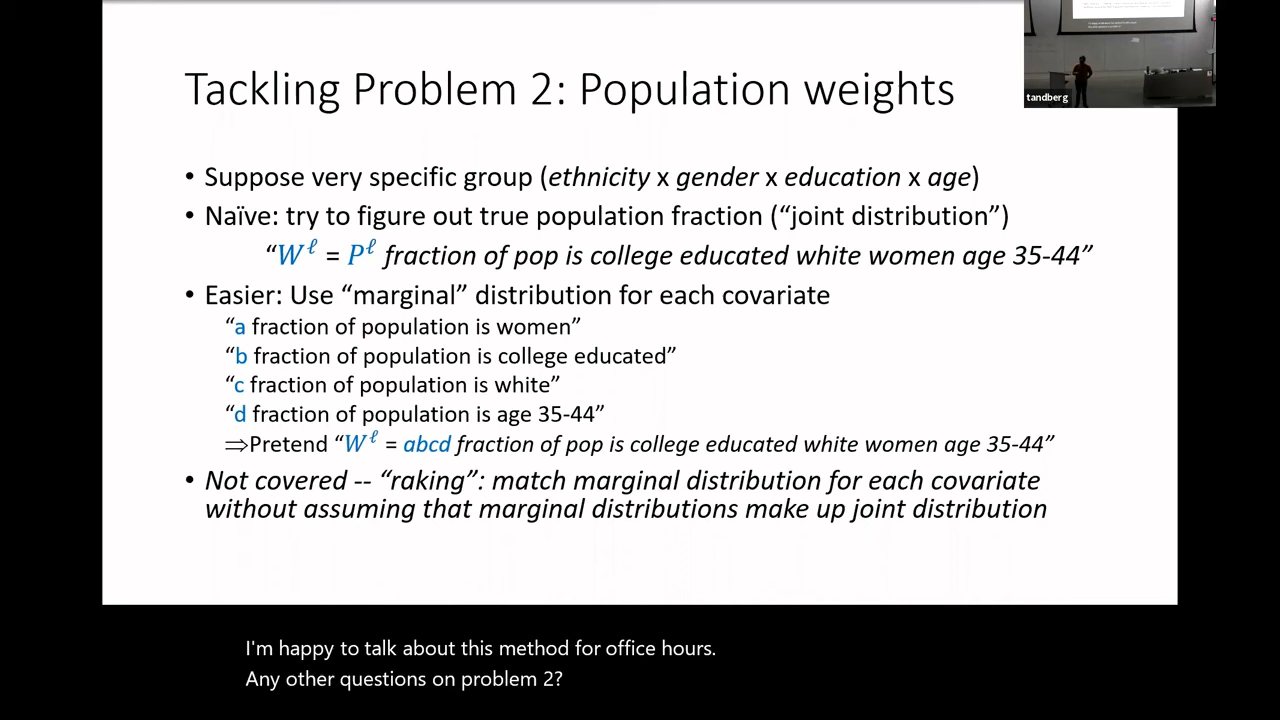 Tackling Problem 2: Population weights
tandberg
• Suppose very specific group (ethnicity x gender x education x age)
• Naïve: try to figure out true population fraction (“joint distribution”)
“W^ℓ = P^ℓ fraction of pop is college educated white women age 35-44”
• Easier: Use “marginal” distribution for each covariate
“a fraction of population is women”
“b fraction of population is college educated”
“c fraction of population is white”
“d fraction of population is age 35-44”
⇒Pretend “W^ℓ = abcd fraction of pop is college educated white women age 35-44”
• Not covered -- “raking”: match marginal distribution for each covariate
without assuming that marginal distributions make up joint distribution
I'm happy to talk about this method for office hours.
Any other questions on problem 2?